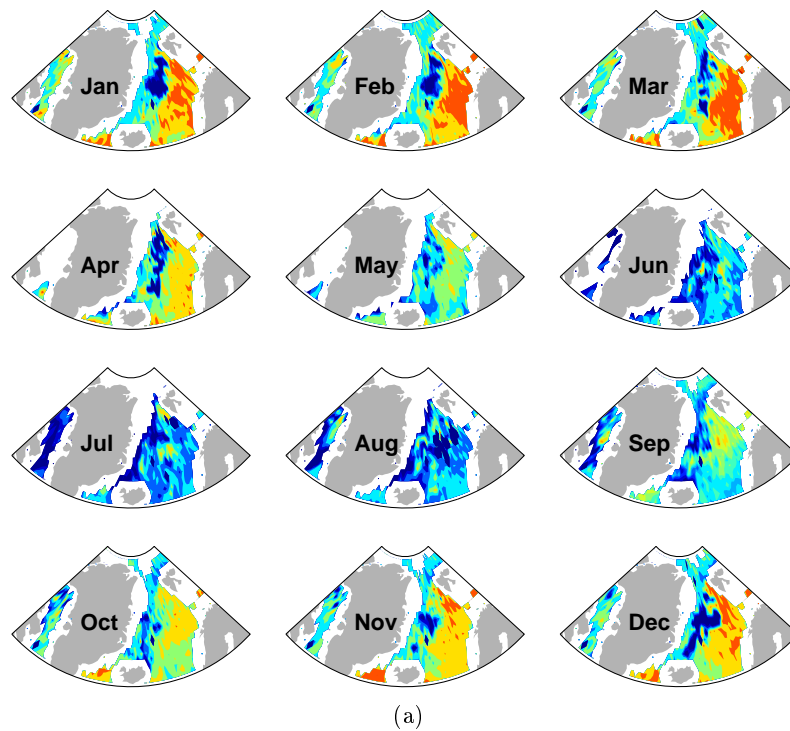 Jan Feb Mar
Apr May Jun
Jul Aug Sep
Oct Nov Dec
(a)